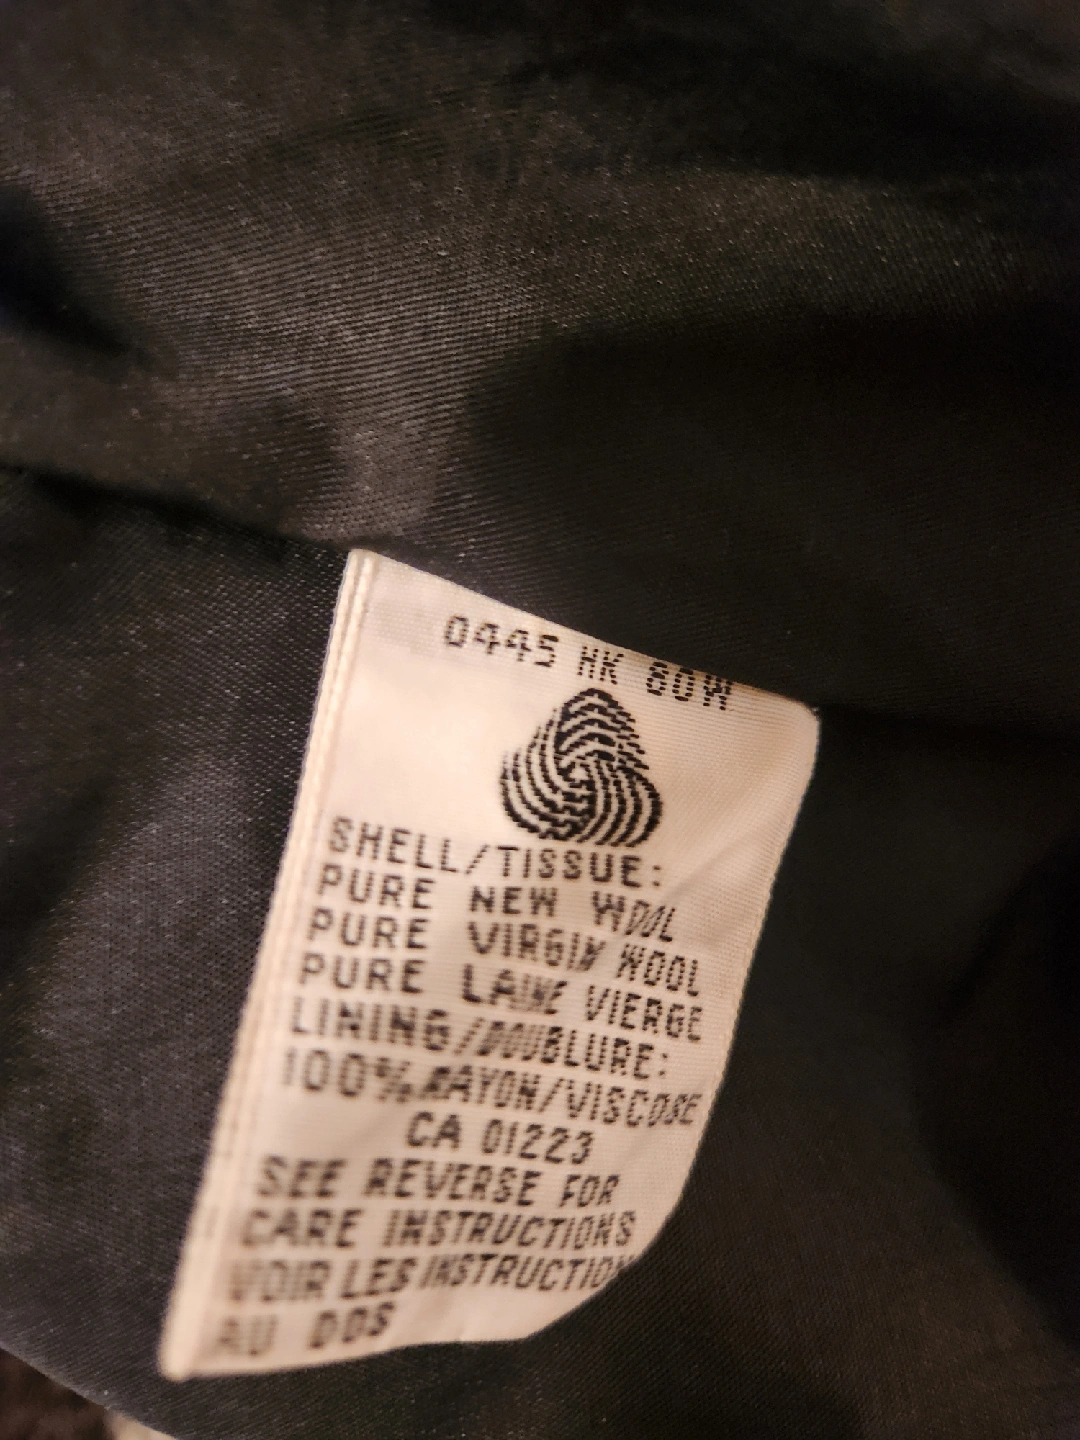 0445 HK 80W
SHELL/TISSUE:
PURE NEW WOOL
PURE VIRGIN WOOL
PURE LAINE VIERGE
LINING/DOUBLURE:
100% RAYON/VISCOSE
CA 01223
SEE REVERSE FOR
CARE INSTRUCTIONS
VOIR LES INSTRUCTION
AU DOS